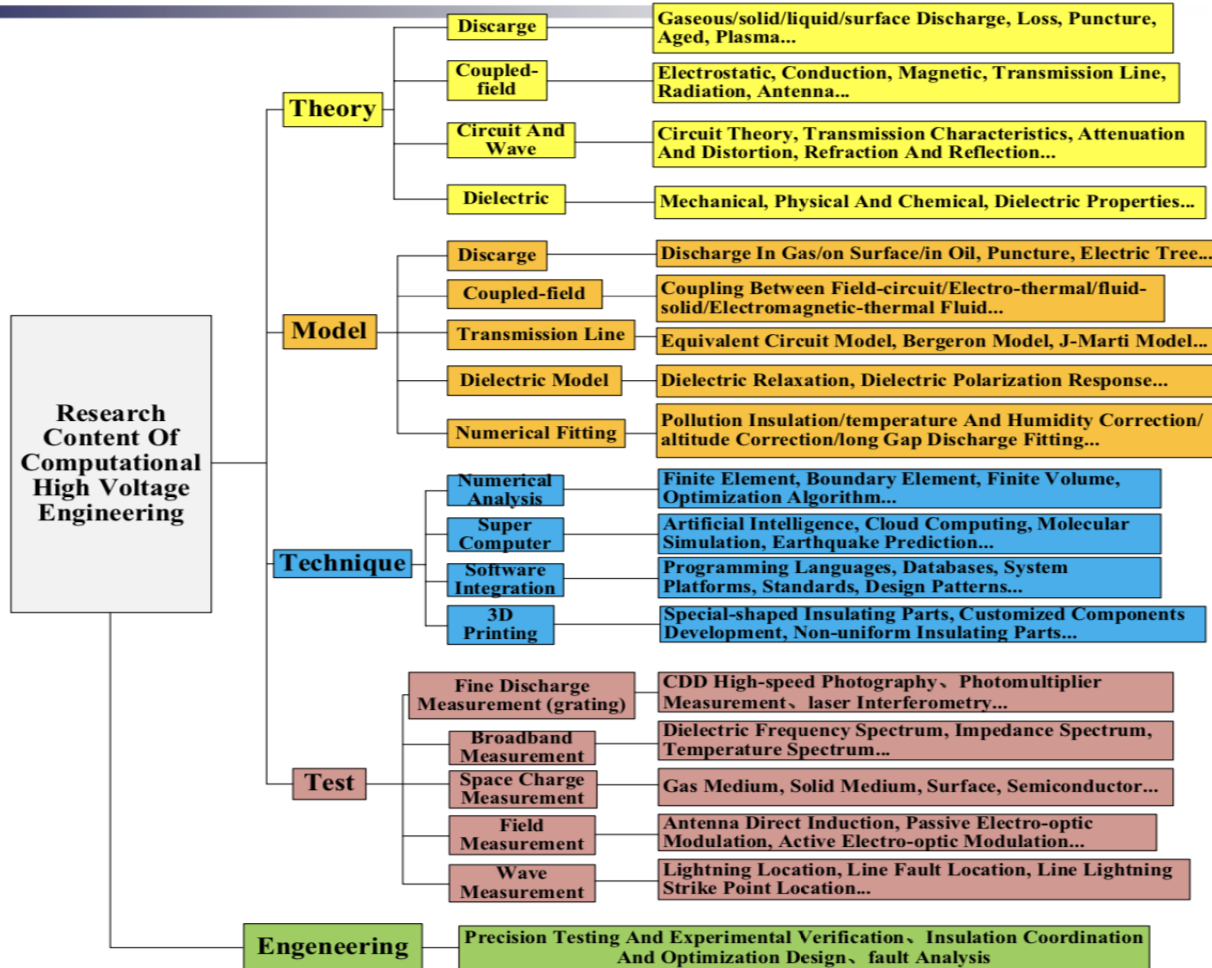 Discarge
Gaseous/solid/liquid/surface Discharge, Loss, Puncture,
Aged, Plasma...
Coupled-
field
Electrostatic, Conduction, Magnetic, Transmission Line,
Radiation, Antenna...
Theory
Circuit And
Wave
Circuit Theory, Transmission Characteristics, Attenuation
And Distortion, Refraction And Reflection...
Dielectric
Mechanical, Physical And Chemical, Dielectric Properties...
Discarge
Discharge In Gas/on Surface/in Oil, Puncture, Electric Tree...
Coupled-field
Coupling Between Field-circuit/Electro-thermal/fluid-
solid/Electromagnetic-thermal Fluid...
Model
Transmission Line
Equivalent Circuit Model, Bergeron Model, J-Marti Model...
Dielectric Model
Dielectric Relaxation, Dielectric Polarization Response...
Numerical Fitting
Pollution Insulation/temperature And Humidity Correction/
altitude Correction/long Gap Discharge Fitting...
Research
Content Of
Computational
High Voltage
Engineering
Numerical
Analysis
Finite Element, Boundary Element, Finite Volume,
Optimization Algorithm...
Super
Computer
Artificial Intelligence, Cloud Computing, Molecular
Simulation, Earthquake Prediction...
Technique
Software
Integration
Programming Languages, Databases, System
Platforms, Standards, Design Patterns...
3D
Printing
Special-shaped Insulating Parts, Customized Components
Development, Non-uniform Insulating Parts...
Fine Discharge
Measurement (grating)
CDD High-speed Photography、Photomultiplier
Measurement、laser Interferometry...
Broadband
Measurement
Dielectric Frequency Spectrum, Impedance Spectrum,
Temperature Spectrum...
Test
Space Charge
Measurement
Gas Medium, Solid Medium, Surface, Semiconductor...
Field
Measurement
Antenna Direct Induction, Passive Electro-optic
Modulation, Active Electro-optic Modulation...
Wave
Measurement
Lightning Location, Line Fault Location, Line Lightning
Strike Point Location...
Engeneering
Precision Testing And Experimental Verification、Insulation Coordination
And Optimization Design、fault Analysis